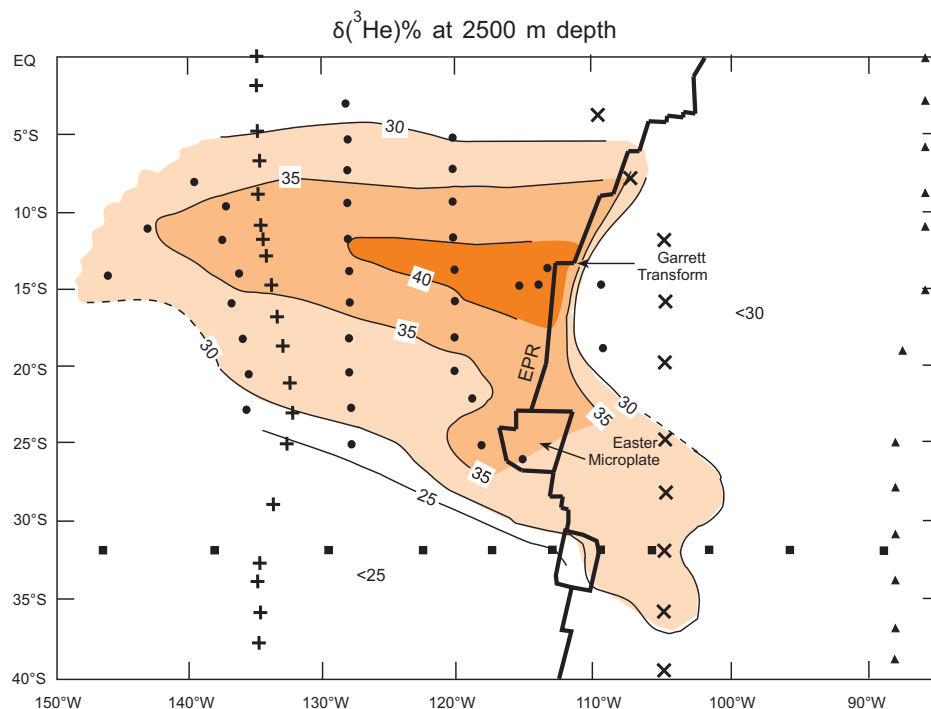 δ(³He)% at 2500 m depth
EQ
5°S
10°S
15°S
20°S
25°S
30°S
35°S
40°S
30
35
40
35
30
25
<25
35
EPR
Garrett
Transform
<30
30
35
Easter
Microplate
150°W
140°W
130°W
120°W
110°W
100°W
90°W